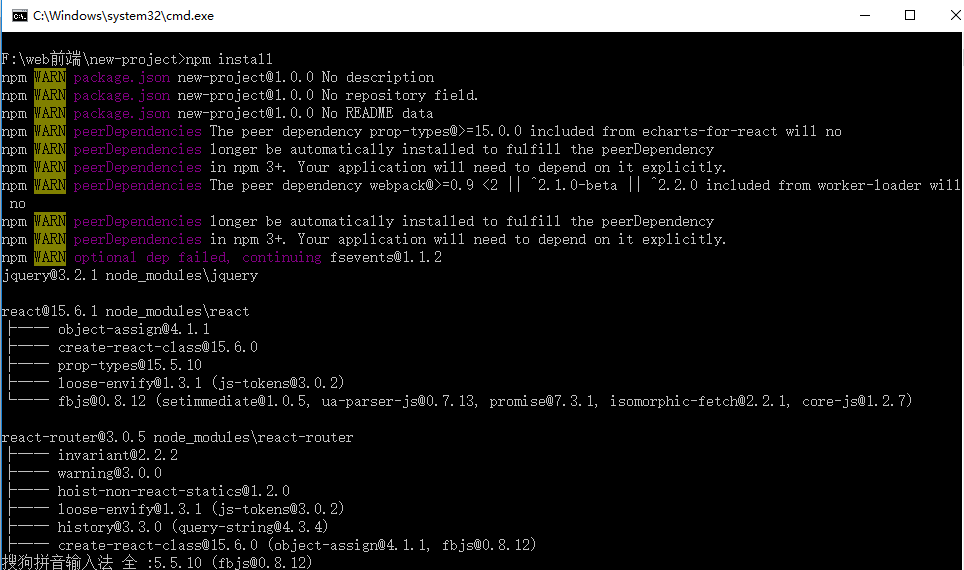 C:\Windows\system32\cmd.exe
F:\web前端\new-project>npm install
npm WARN package.json new-project@1.0.0 No description
npm WARN package.json new-project@1.0.0 No repository field.
npm WARN package.json new-project@1.0.0 No README data
npm WARN peerDependencies The peer dependency prop-types@>=15.0.0 included from echarts-for-react will no
npm WARN peerDependencies longer be automatically installed to fulfill the peerDependency
npm WARN peerDependencies in npm 3+. Your application will need to depend on it explicitly.
npm WARN peerDependencies The peer dependency webpack@>=0.9 <2 || ^2.1.0-beta || ^2.2.0 included from worker-loader will
no
npm WARN peerDependencies longer be automatically installed to fulfill the peerDependency
npm WARN peerDependencies in npm 3+. Your application will need to depend on it explicitly.
npm WARN optional dep failed, continuing fsevents@1.1.2
jquery@3.2.1 node_modules\jquery
react@15.6.1 node_modules\react
├── object-assign@4.1.1
├── create-react-class@15.6.0
├── prop-types@15.5.10
├── loose-envify@1.3.1 (js-tokens@3.0.2)
└── fbjs@0.8.12 (setimmediate@1.0.5, ua-parser-js@0.7.13, promise@7.3.1, isomorphic-fetch@2.2.1, core-js@1.2.7)
react-router@3.0.5 node_modules\react-router
├── invariant@2.2.2
├── warning@3.0.0
├── hoist-non-react-statics@1.2.0
├── loose-envify@1.3.1 (js-tokens@3.0.2)
├── history@3.3.0 (query-string@4.3.4)
├── create-react-class@15.6.0 (object-assign@4.1.1, fbjs@0.8.12)
搜狗拼音输入法 全 :5.5.10 (fbjs@0.8.12)